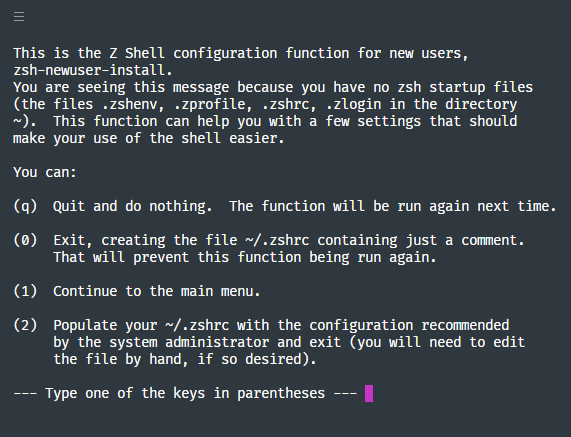 This is the Z Shell configuration function for new users,
zsh-newuser-install.
You are seeing this message because you have no zsh startup files
(the files .zshenv, .zprofile, .zshrc, .zlogin in the directory
~).  This function can help you with a few settings that should
make your use of the shell easier.

You can:

(q)  Quit and do nothing.  The function will be run again next time.

(0)  Exit, creating the file ~/.zshrc containing just a comment.
     That will prevent this function being run again.

(1)  Continue to the main menu.

(2)  Populate your ~/.zshrc with the configuration recommended
     by the system administrator and exit (you will need to edit
     the file by hand, if so desired).

--- Type one of the keys in parentheses ---